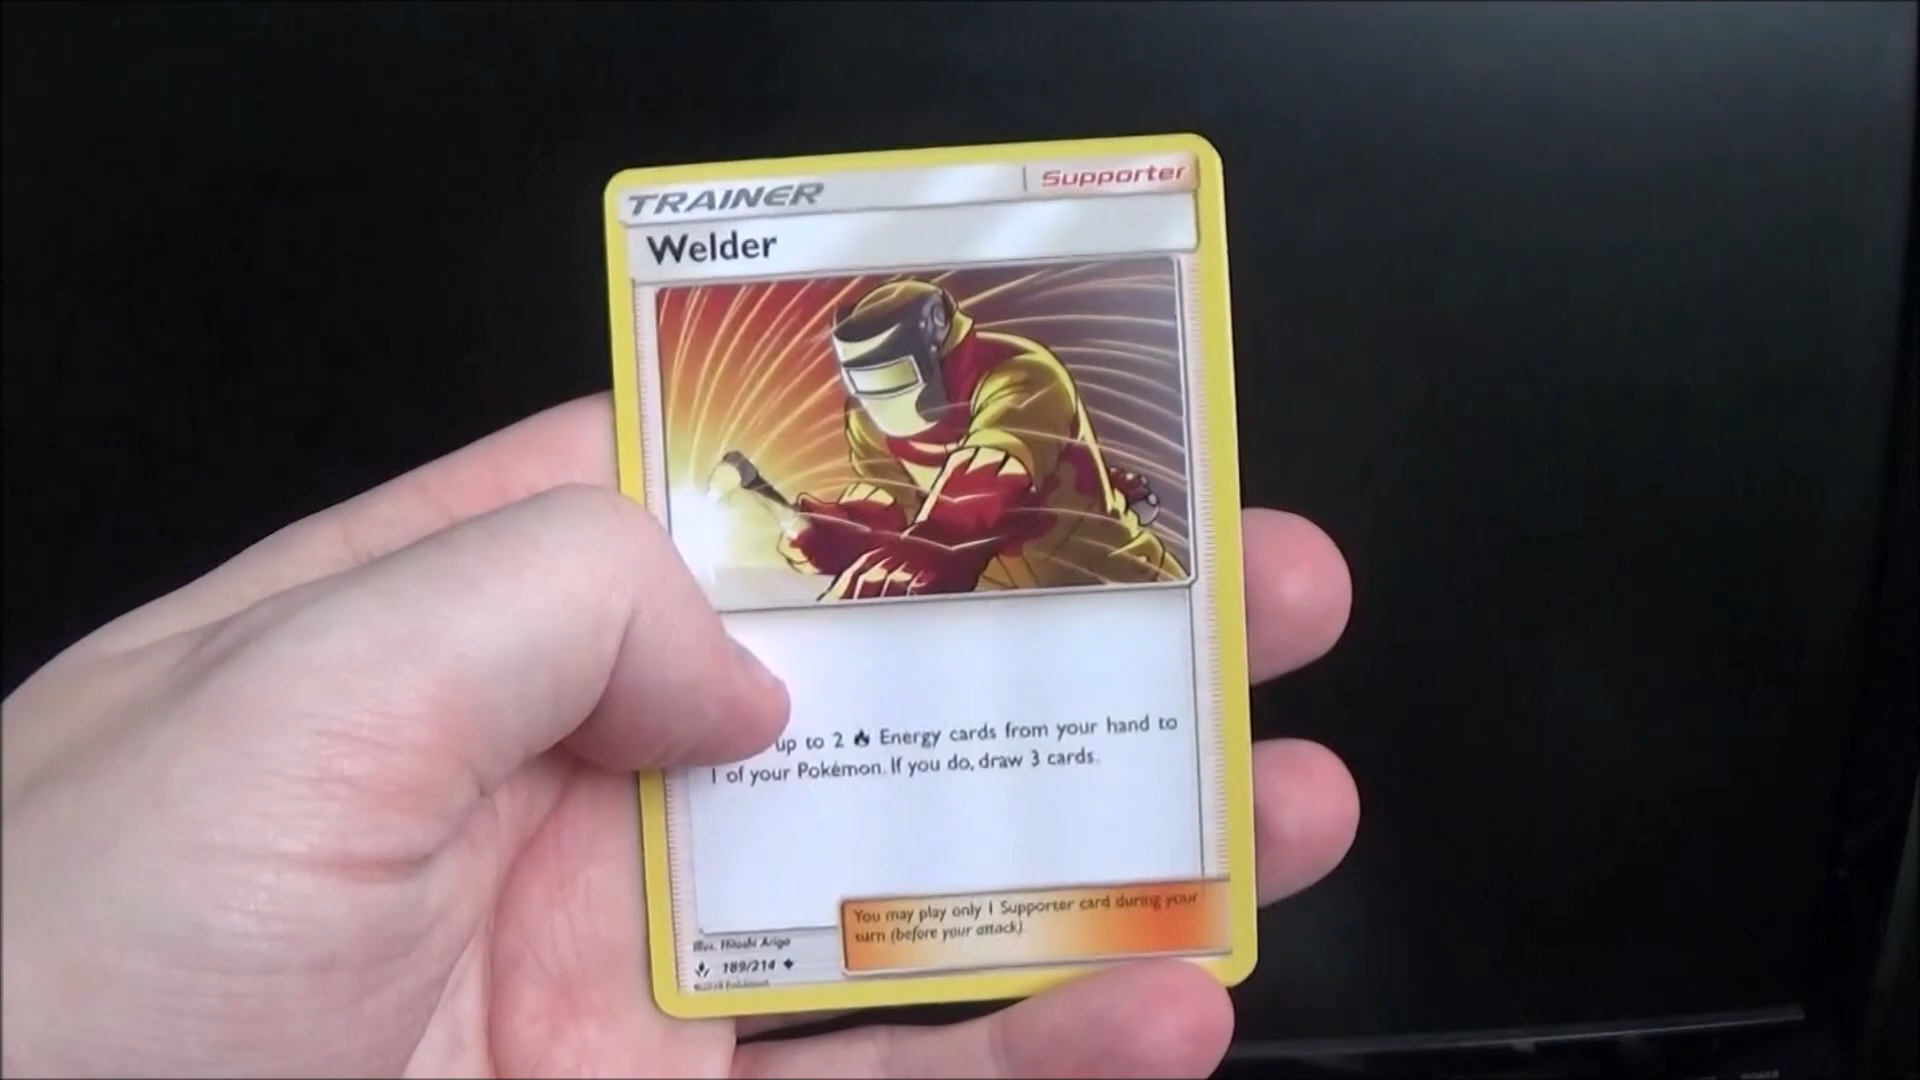 TRAINER
Supporter
Welder
up to 2 Energy cards from your hand to
1 of your Pokémon. If you do, draw 3 cards.
You may play only 1 Supporter card during your
turn (before your attack).
Illus. Hitoshi Ariga
189/214